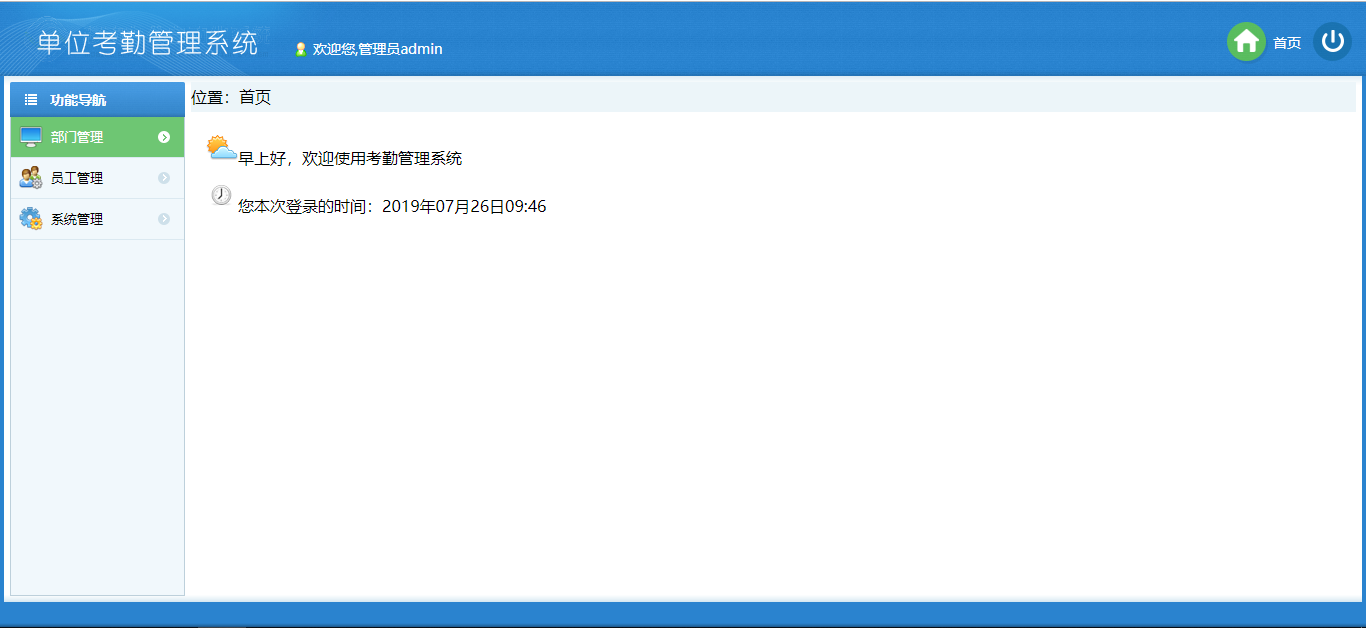 单位考勤管理系统
欢迎您,管理员admin
首页
功能导航
位置：首页
部门管理
员工管理
系统管理
早上好，欢迎使用考勤管理系统
您本次登录的时间：2019年07月26日09:46